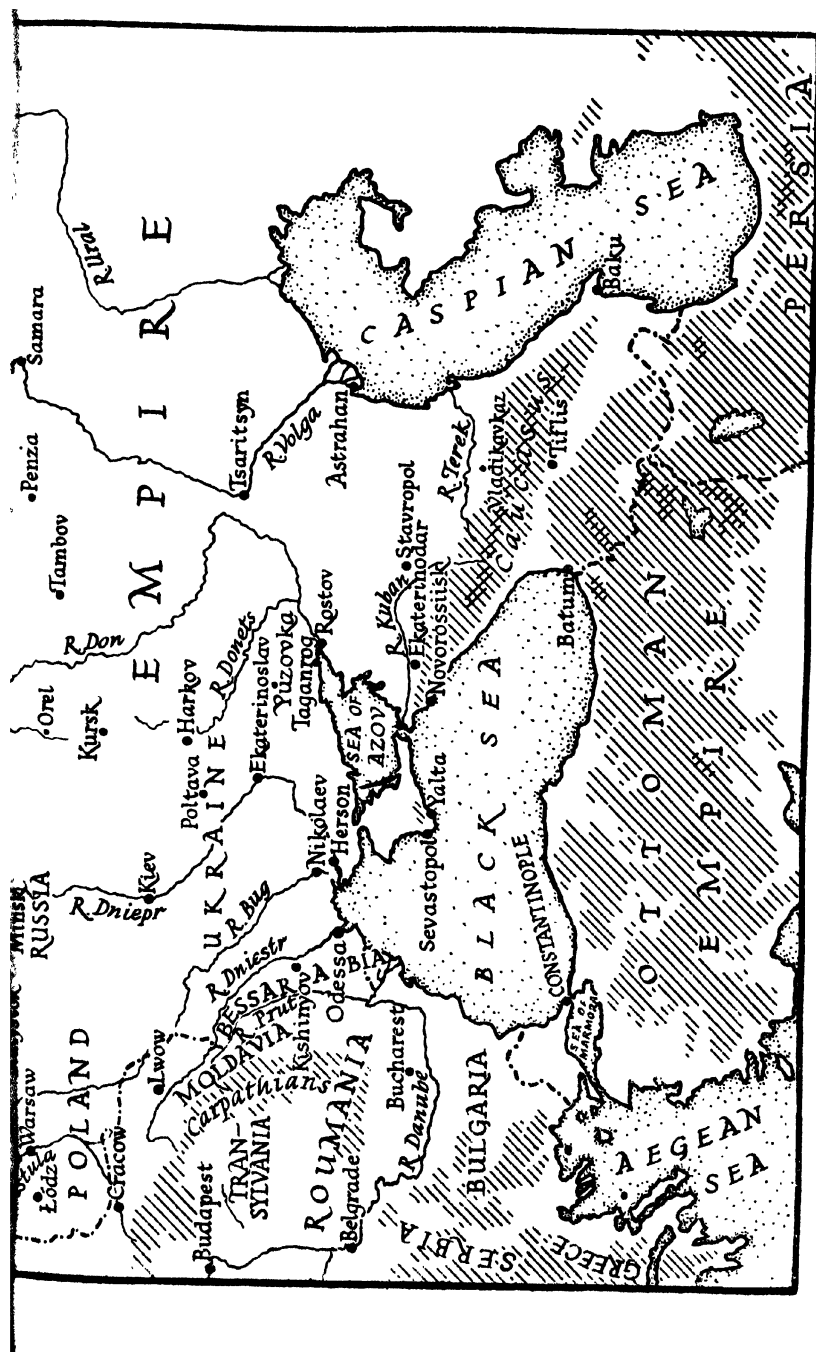 Samara
Penza
Tambov
Orel
Kursk
Minsk
RUSSIA
POLAND
Warsaw
Łódź
Cracow
R. Ural
EMPIRE
Tsaritsyn
R. Volga
Astrahan
R. Don
R. Donets
Harkov
Poltava
Ekaterinoslav
Yuzovka
Taganrog
Rostov
Kiev
R. Dniepr
UKRAINE
R. Bug
Nikolaev
Herson
R. Dniestr
Odessa
BESSARABIA
R. Prut
Kishinyov
MOLDAVIA
Carpathians
Lwow
TRAN-
SYLVANIA
ROUMANIA
Budapest
Belgrade
Bucharest
R. Danube
BULGARIA
SERBIA
GREECE
SEA OF
AZOV
R. Kuban
Stavropol
Ekaterinodar
Novorossiisk
R. Terek
Vladikavkaz
Caucasus
Tiflis
Batum
CASPIAN SEA
Baku
PERSIA
Yalta
Sevastopol
BLACK SEA
CONSTANTINOPLE
SEA OF
MARMORA
AEGEAN
SEA
OTTOMAN
EMPIRE